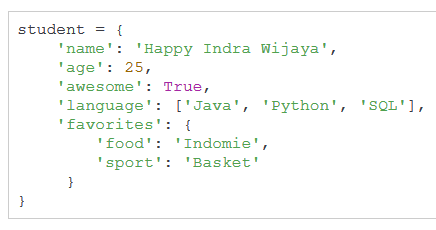 student = {
    'name': 'Happy Indra Wijaya',
    'age': 25,
    'awesome': True,
    'language': ['Java', 'Python', 'SQL'],
    'favorites': {
        'food': 'Indomie',
        'sport': 'Basket'
     }
}